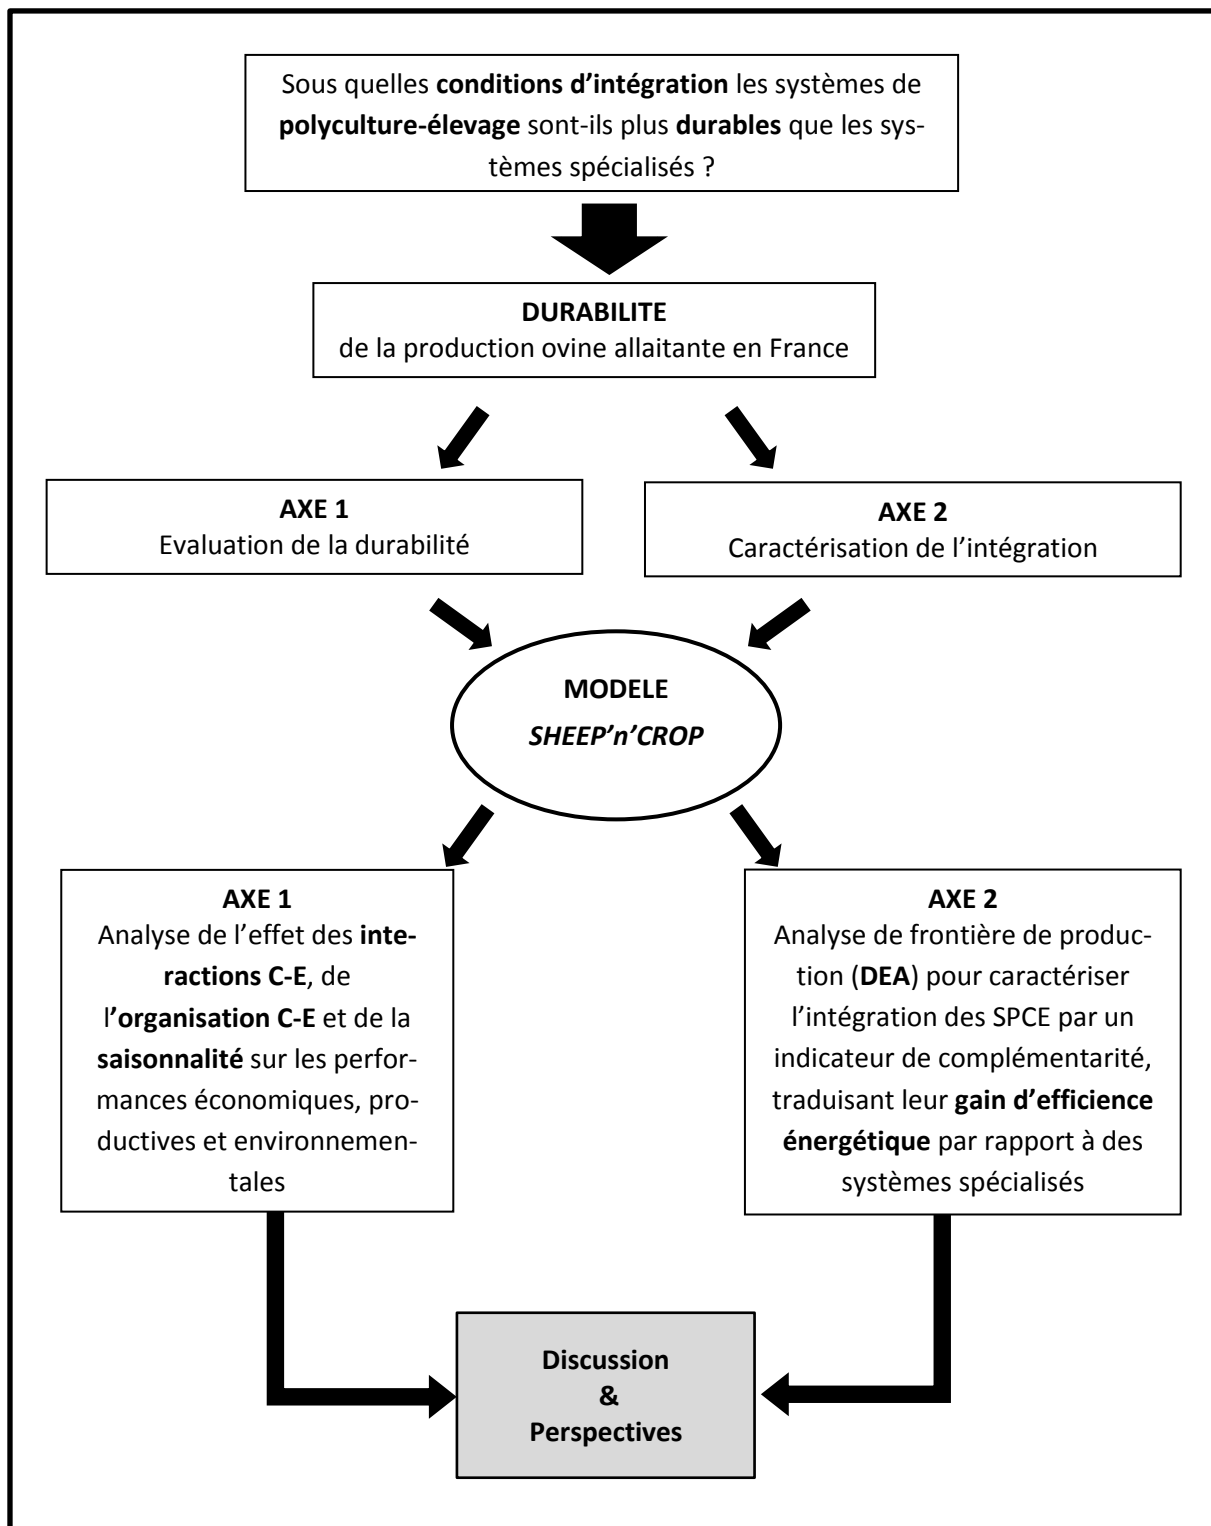 Sous quelles conditions d'intégration les systèmes de
polyculture-élevage sont-ils plus durables que les sys-
tèmes spécialisés ?
DURABILITE
de la production ovine allaitante en France
AXE 1
Evaluation de la durabilité
AXE 2
Caractérisation de l'intégration
MODELE
SHEEP'n'CROP
AXE 1
Analyse de l'effet des inte-
ractions C-E, de
l'organisation C-E et de la
saisonnalité sur les perfor-
mances économiques, pro-
ductives et environnemen-
tales
AXE 2
Analyse de frontière de produc-
tion (DEA) pour caractériser
l'intégration des SPCE par un
indicateur de complémentarité,
traduisant leur gain d'efficience
énergétique par rapport à des
systèmes spécialisés
Discussion
&
Perspectives